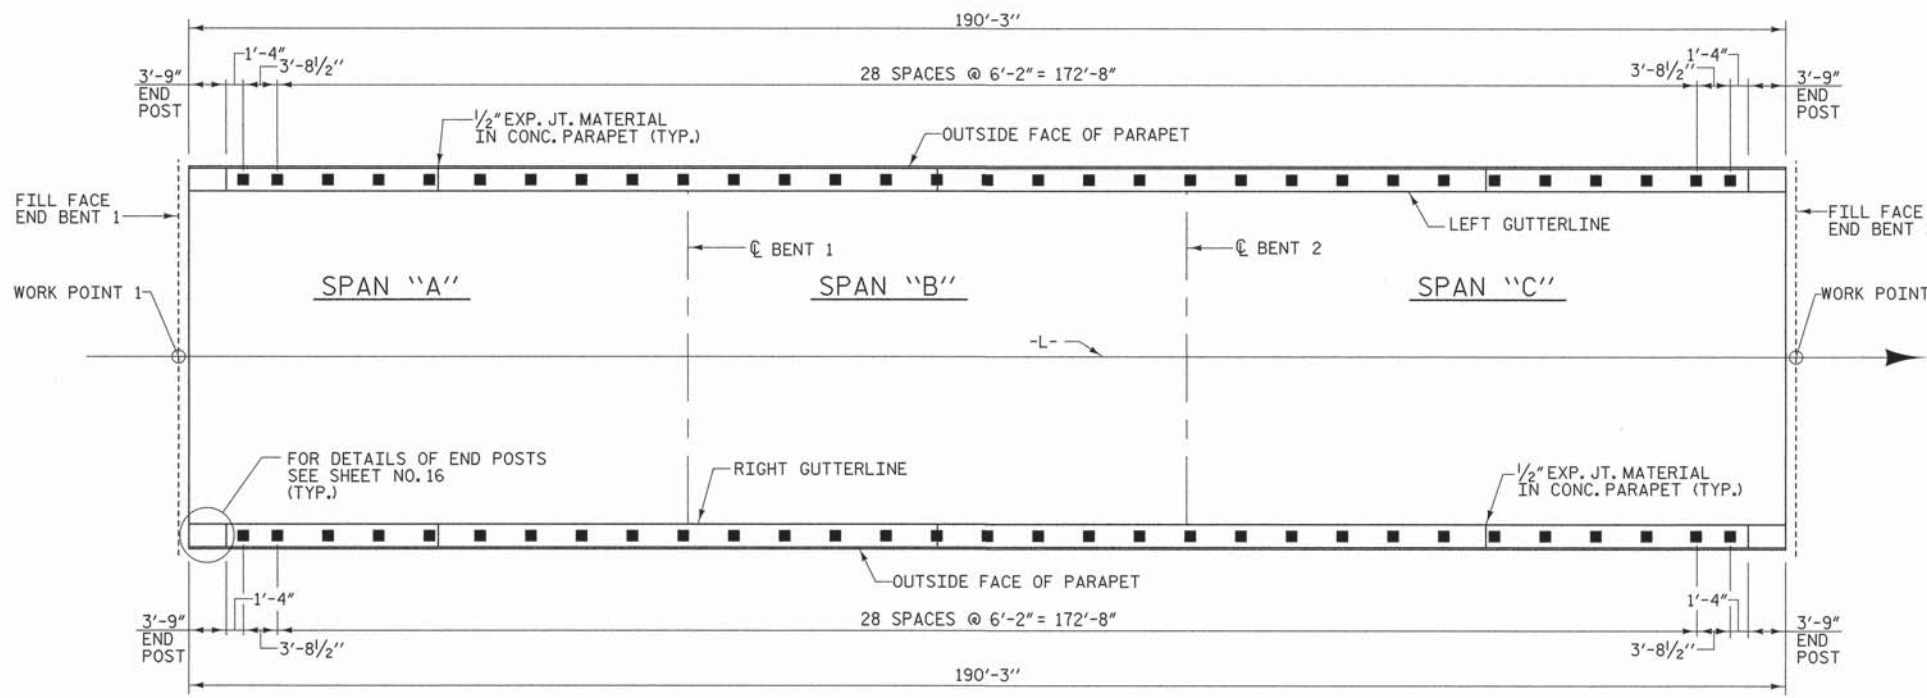 190'-3"
1'-4"
3'-8½"
3'-9"
END
POST
28 SPACES @ 6'-2" = 172'-8"
1'-4"
3'-8½"
3'-9"
END
POST
½" EXP. JT. MATERIAL
IN CONC. PARAPET (TYP.)
OUTSIDE FACE OF PARAPET
FILL FACE
END BENT 1
LEFT GUTTERLINE
FILL FACE
END BENT
℄ BENT 1
℄ BENT 2
SPAN "A"
SPAN "B"
SPAN "C"
WORK POINT 1
WORK POINT
-L-
FOR DETAILS OF END POSTS
SEE SHEET NO. 16
(TYP.)
RIGHT GUTTERLINE
½" EXP. JT. MATERIAL
IN CONC. PARAPET (TYP.)
OUTSIDE FACE OF PARAPET
1'-4"
3'-9"
END
POST
3'-8½"
28 SPACES @ 6'-2" = 172'-8"
1'-4"
3'-8½"
3'-9"
END
POST
190'-3"